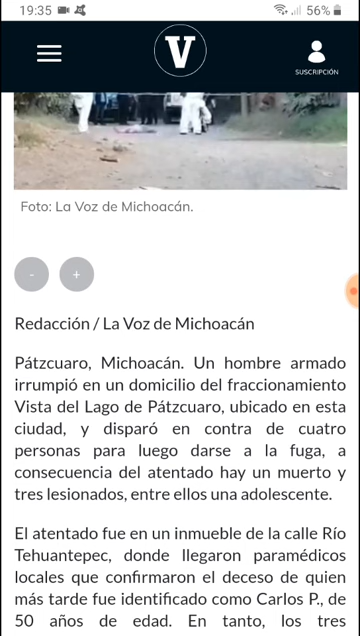 19:35 56%
V
SUSCRIPCIÓN
Foto: La Voz de Michoacán.
- +
Redacción / La Voz de Michoacán
Pátzcuaro, Michoacán. Un hombre armado
irrumpió en un domicilio del fraccionamiento
Vista del Lago de Pátzcuaro, ubicado en esta
ciudad, y disparó en contra de cuatro
personas para luego darse a la fuga, a
consecuencia del atentado hay un muerto y
tres lesionados, entre ellos una adolescente.
El atentado fue en un inmueble de la calle Río
Tehuantepec, donde llegaron paramédicos
locales que confirmaron el deceso de quien
más tarde fue identificado como Carlos P., de
50 años de edad. En tanto, los tres